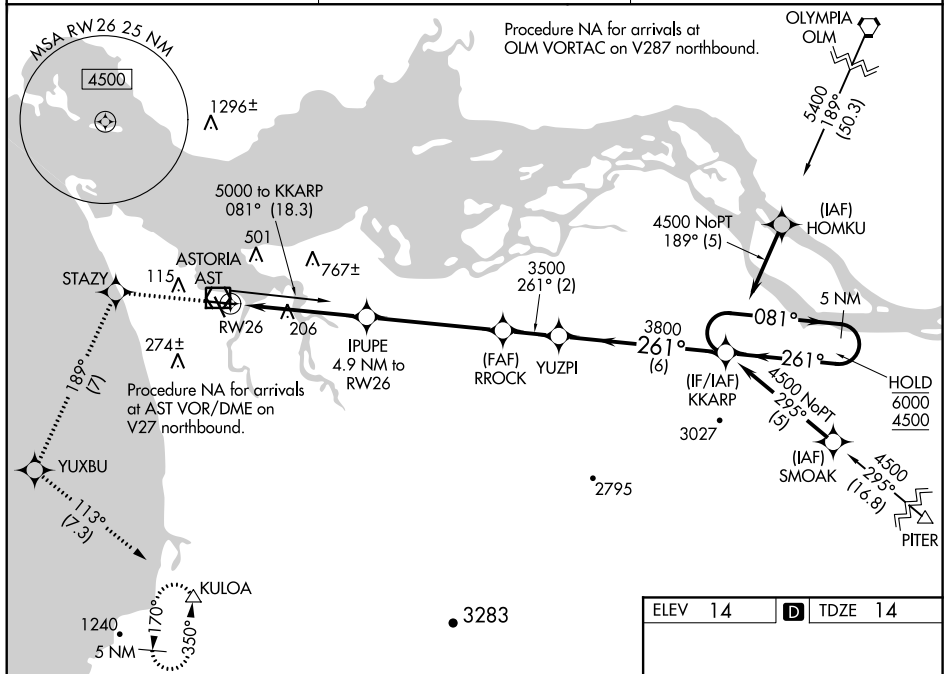 MSA RW26 25 NM
4500
1296±
Procedure NA for arrivals at
OLM VORTAC on V287 northbound.
OLYMPIA
OLM
5400
189°
(50.3)
5000 to KKARP
081° (18.3)
501
767±
4500 NoPT
189° (5)
(IAF)
HOMKU
STAZY
115
ASTORIA
AST
RW26
206
3500
261° (2)
5 NM
081°
261°
3800
261°
(6)
IPUPE
4.9 NM to
RW26
(FAF)
RROCK
YUZPI
(IF/IAF)
KKARP
HOLD
6000
4500
274±
Procedure NA for arrivals
at AST VOR/DME on
V27 northbound.
189°
(7)
4500 NoPT
295°
(5)
3027
(IAF)
SMOAK
4500
295°
(16.8)
PITER
YUXBU
113°
(7.3)
2795
KULOA
170°
350°
1240
5 NM
3283
ELEV 14
D
TDZE 14